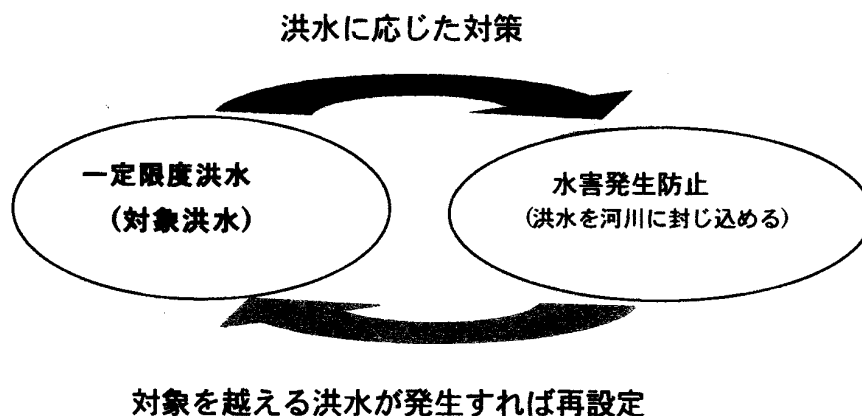 洪水に応じた対策
一定限度洪水
(対象洪水)
水害発生防止
(洪水を河川に封じ込める)
対象を越える洪水が発生すれば再設定